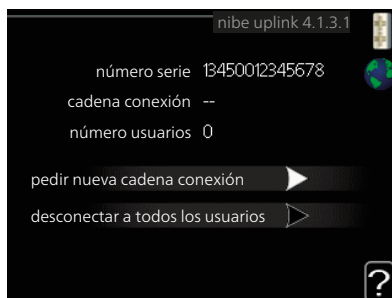 nibe uplink 4.1.3.1
número serie 13450012345678
cadena conexión --
número usuarios 0
pedir nueva cadena conexión
desconectar a todos los usuarios
?